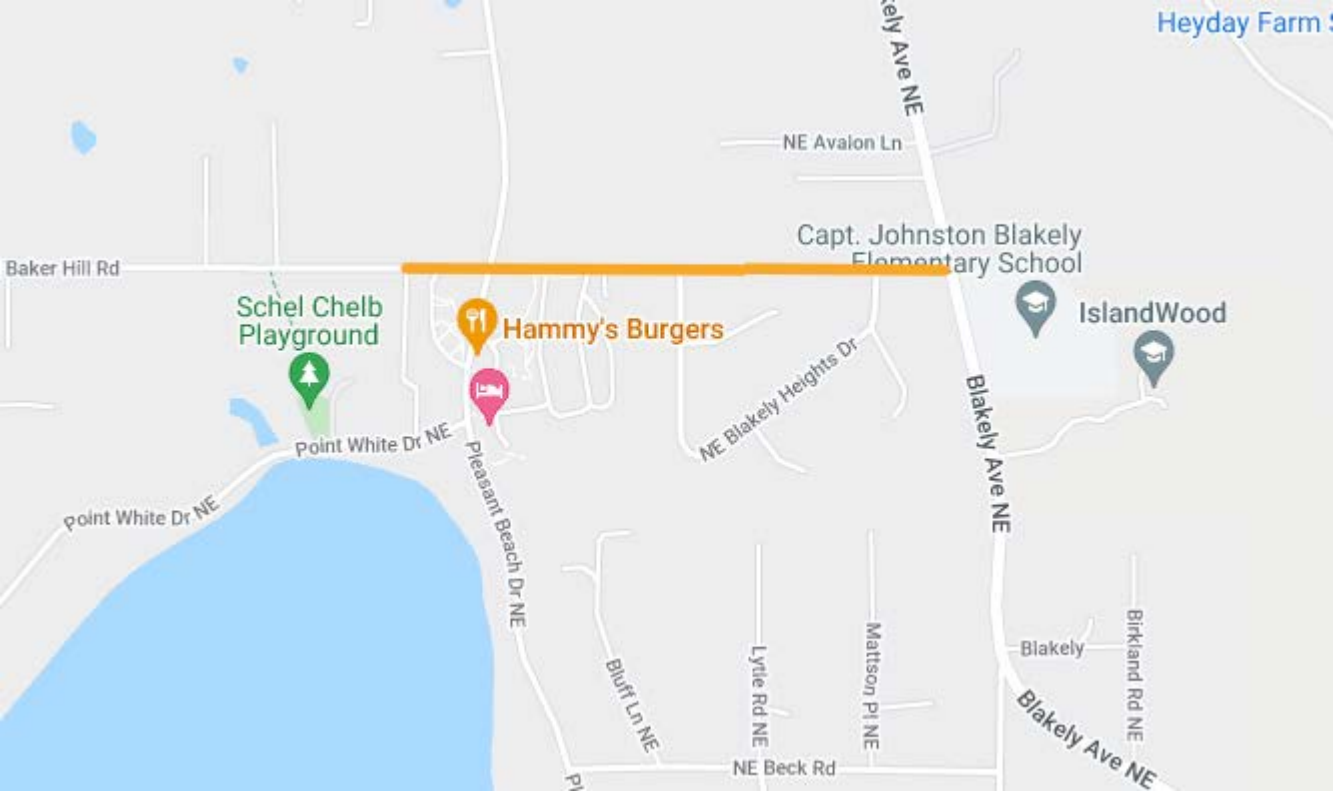 Heyday Farm
kely Ave NE
NE Avalon Ln
Capt. Johnston Blakely
Elementary School
Baker Hill Rd
Schel Chelb
Playground
IslandWood
Hammy's Burgers
NE Blakely Heights Dr
Blakely Ave NE
Point White Dr NE
Pleasant Beach Dr NE
Point White Dr NE
Blakely
Birkland Rd NE
Mattson Pl NE
Lytle Rd NE
Bluff Ln NE
Blakely Ave NE
NE Beck Rd
Pl